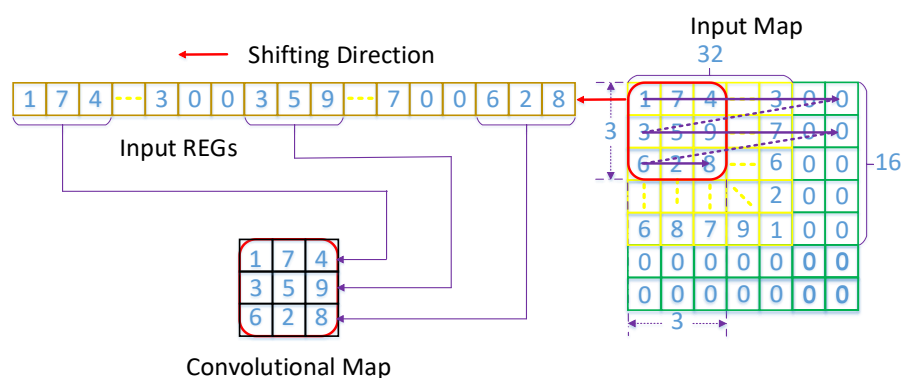 Input Map
Shifting Direction
32
1 7 4 3 0 0 3 5 9 7 0 0 6 2 8
Input REGs
3
1 7 4 3 0 0
3 5 9 7 0 0
6 2 8 6 0 0
2 0 0
6 8 7 9 1 0 0
0 0 0 0 0 0 0
0 0 0 0 0 0 0
16
3
1 7 4
3 5 9
6 2 8
Convolutional Map